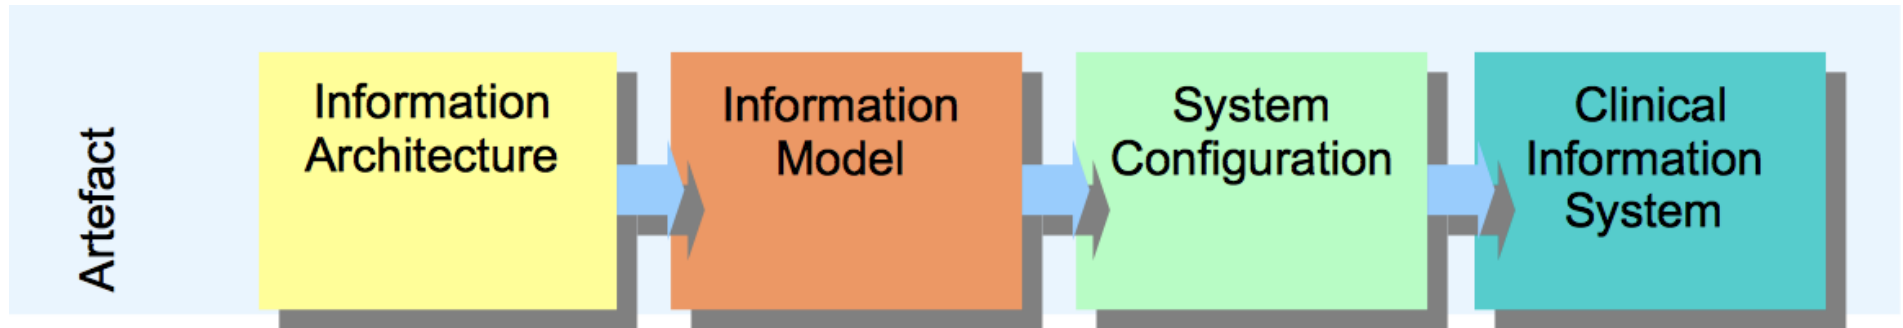 Artefact
Information
Architecture
Information
Model
System
Configuration
Clinical
Information
System